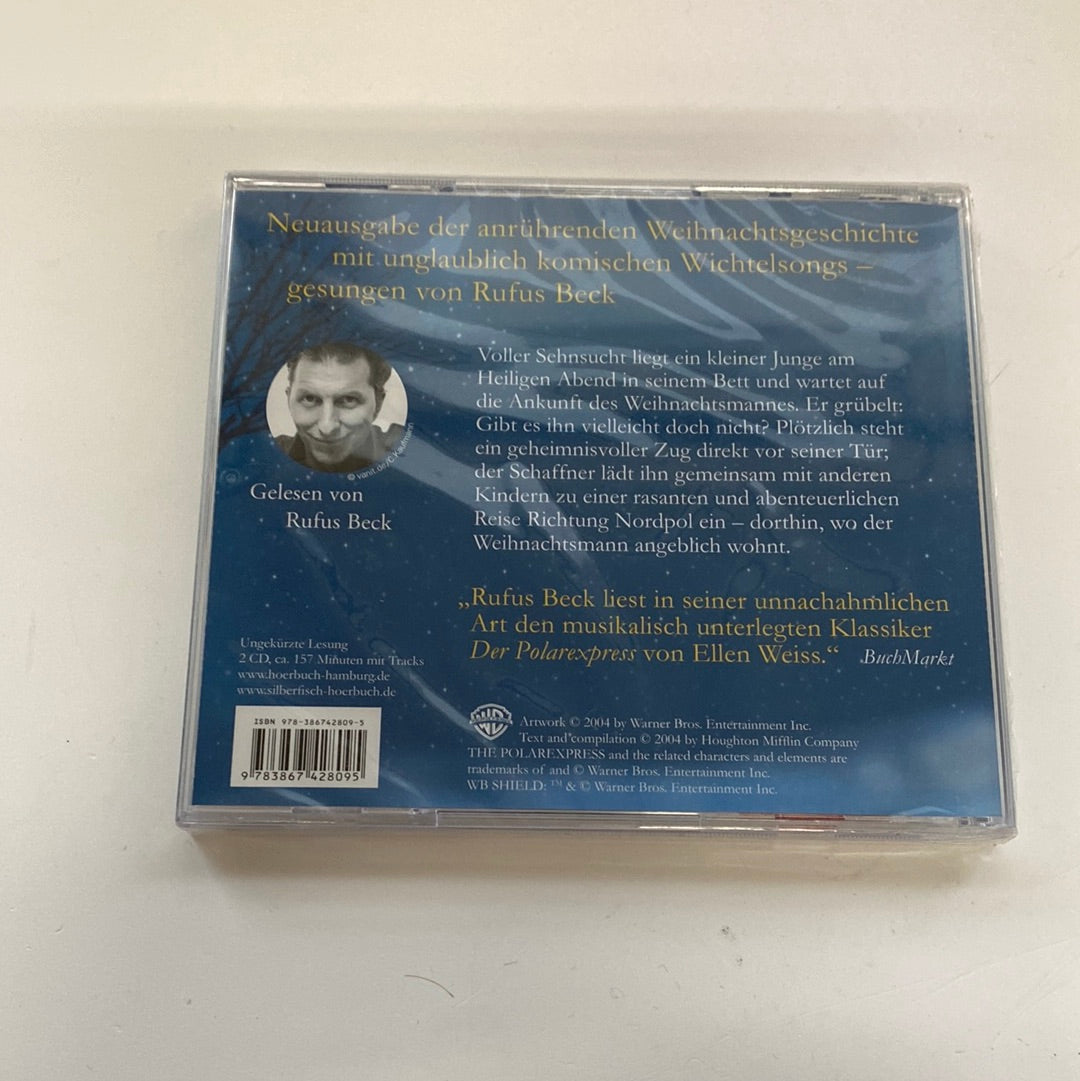 Neuausgabe der anrührenden Weihnachtsgeschichte
mit unglaublich komischen Wichtelsongs –
gesungen von Rufus Beck
© vanit.de/C.Kaufmann
Gelesen von
Rufus Beck
Voller Sehnsucht liegt ein kleiner Junge am
Heiligen Abend in seinem Bett und wartet auf
die Ankunft des Weihnachtsmannes. Er grübelt:
Gibt es ihn vielleicht doch nicht? Plötzlich steht
ein geheimnisvoller Zug direkt vor seiner Tür;
der Schaffner lädt ihn gemeinsam mit anderen
Kindern zu einer rasanten und abenteuerlichen
Reise Richtung Nordpol ein – dorthin, wo der
Weihnachtsmann angeblich wohnt.
„Rufus Beck liest in seiner unnachahmlichen
Art den musikalisch unterlegten Klassiker
Der Polarexpress von Ellen Weiss.“ BuchMarkt
Ungekürzte Lesung
2 CD, ca. 157 Minuten mit Tracks
www.hoerbuch-hamburg.de
www.silberfisch-hoerbuch.de
ISBN 978-386742809-5
9 783867 428095
WB
Artwork © 2004 by Warner Bros. Entertainment Inc.
Text and compilation © 2004 by Houghton Mifflin Company
THE POLAREXPRESS and the related characters and elements are
trademarks of and © Warner Bros. Entertainment Inc.
WB SHIELD: ™ & © Warner Bros. Entertainment Inc.